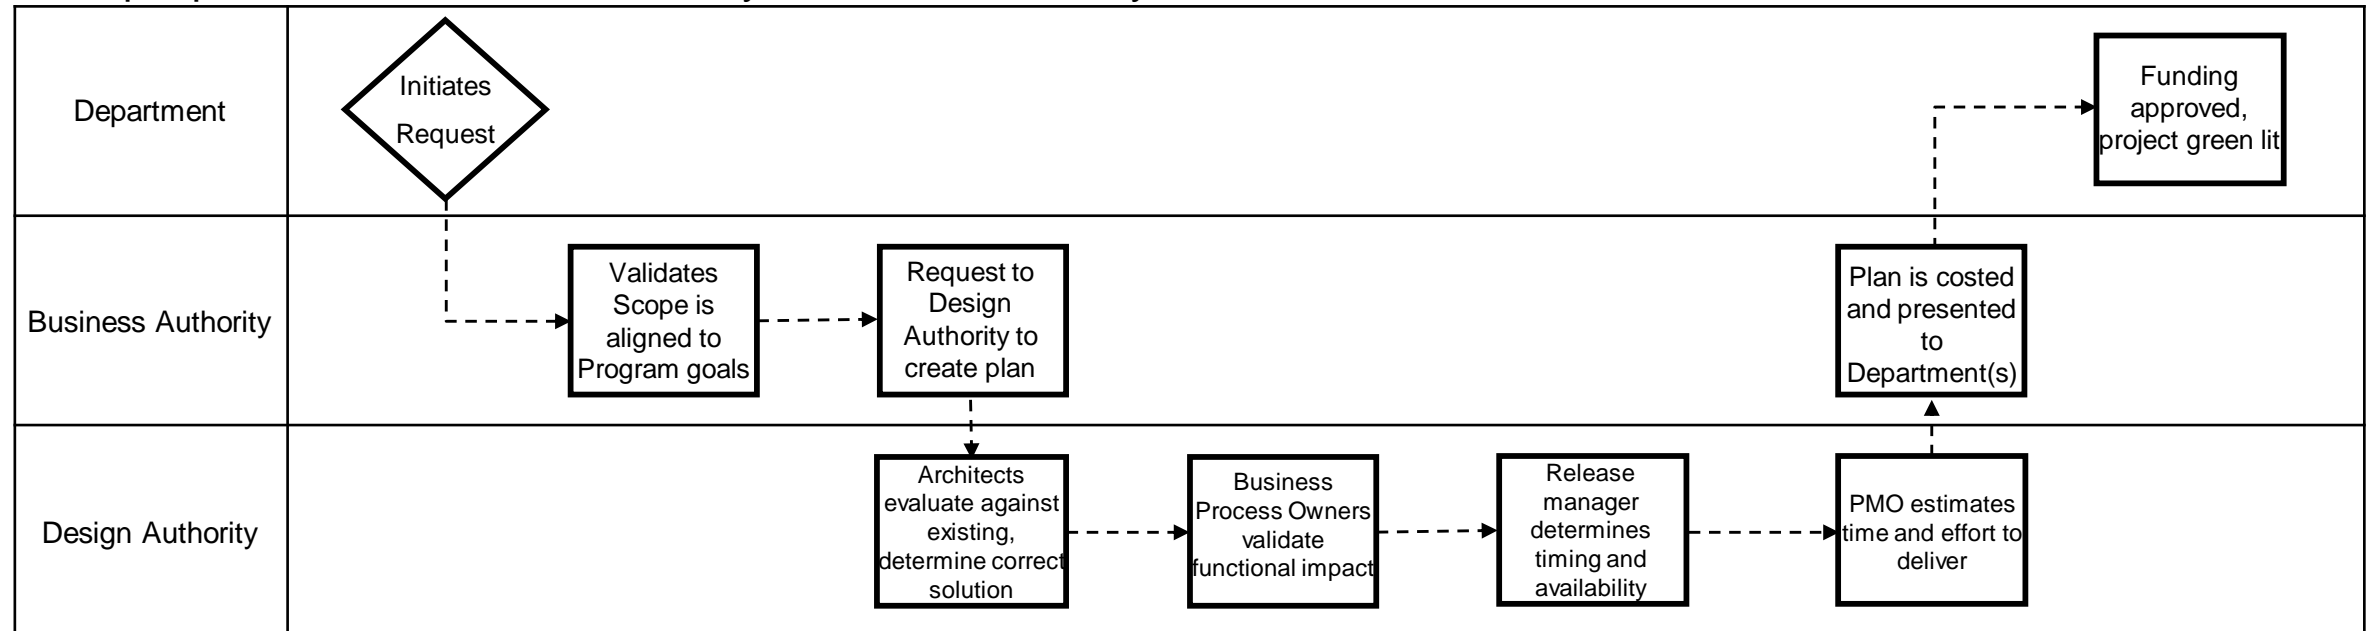 Department
Initiates
Request
Funding
approved,
project green lit
Business Authority
Validates
Scope is
aligned to
Program goals
Request to
Design
Authority to
create plan
Plan is costed
and presented
to
Department(s)
Design Authority
Architects
evaluate against
existing,
determine correct
solution
Business
Process Owners
validate
functional impact
Release
manager
determines
timing and
availability
PMO estimates
time and effort to
deliver